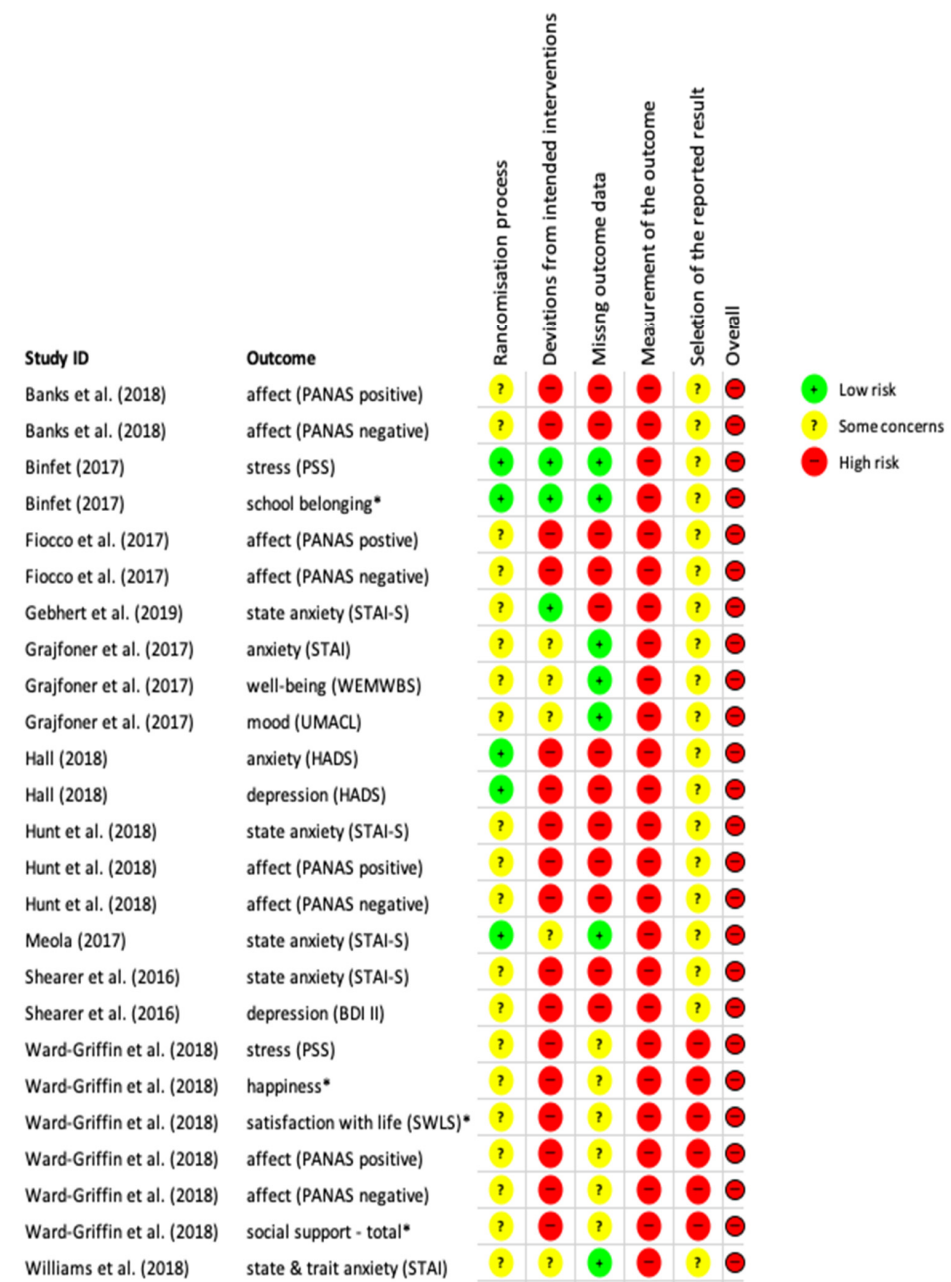 Rancomisation process
Deviitions from intended interventions
Missng outcome data
Mea:urement of the outcome
Seletion of the reported result
Overall
Study ID Outcome
Banks et al. (2018) affect (PANAS positive) ? − − − ? −
Banks et al. (2018) affect (PANAS negative) ? − − − ? −
Binfet (2017) stress (PSS) + + + − ? −
Binfet (2017) school belonging* + + + − ? −
Fiocco et al. (2017) affect (PANAS postive) ? − − − ? −
Fiocco et al. (2017) affect (PANAS negative) ? − − − ? −
Gebhert et al. (2019) state anxiety (STAI-S) ? + − − ? −
Grajfoner et al. (2017) anxiety (STAI) ? ? + − ? −
Grajfoner et al. (2017) well-being (WEMWBS) ? ? + − ? −
Grajfoner et al. (2017) mood (UMACL) ? ? + − ? −
Hall (2018) anxiety (HADS) + − − − ? −
Hall (2018) depression (HADS) + − − − ? −
Hunt et al. (2018) state anxiety (STAI-S) ? − − − ? −
Hunt et al. (2018) affect (PANAS positive) ? − − − ? −
Hunt et al. (2018) affect (PANAS negative) ? − − − ? −
Meola (2017) state anxiety (STAI-S) + ? + − ? −
Shearer et al. (2016) state anxiety (STAI-S) ? − − − ? −
Shearer et al. (2016) depression (BDI II) ? − − − ? −
Ward-Griffin et al. (2018) stress (PSS) ? − ? − − −
Ward-Griffin et al. (2018) happiness* ? − ? − − −
Ward-Griffin et al. (2018) satisfaction with life (SWLS)* ? − ? − − −
Ward-Griffin et al. (2018) affect (PANAS positive) ? − ? − − −
Ward-Griffin et al. (2018) affect (PANAS negative) ? − ? − − −
Ward-Griffin et al. (2018) social support - total* ? − ? − − −
Williams et al. (2018) state & trait anxiety (STAI) ? ? + − ? −
+ Low risk
? Some concerns
− High risk